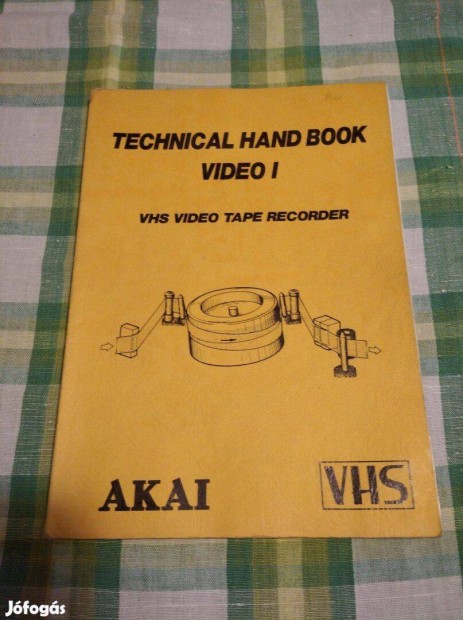 TECHNICAL HAND BOOK
VIDEO I
VHS VIDEO TAPE RECORDER
AKAI
VHS
Jófogás